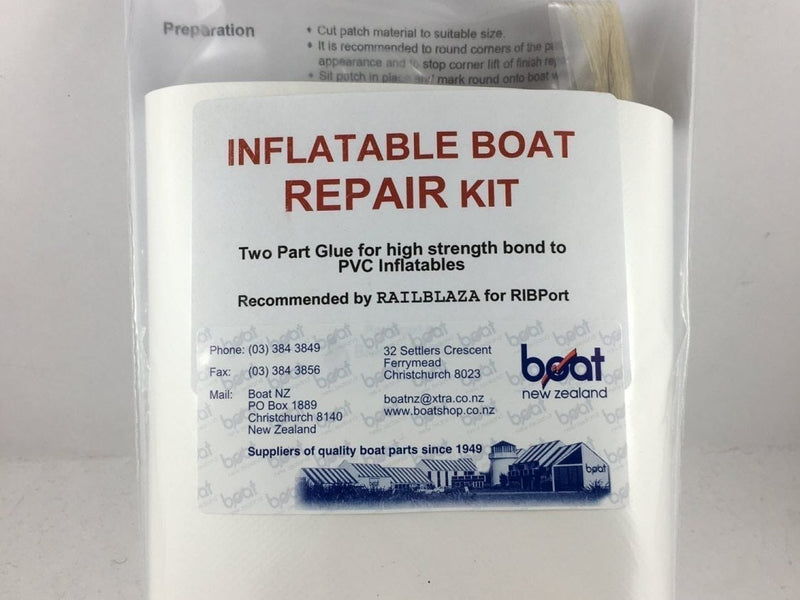 Preparation
• Cut patch material to suitable size.
• It is recommended to round corners of the
appearance and to stop corner lift of finish
• Sit patch in place and mark round onto boat
INFLATABLE BOAT
REPAIR KIT
Two Part Glue for high strength bond to
PVC Inflatables
Recommended by RAILBLAZA for RIBPort
Phone: (03) 384 3849
Fax: (03) 384 3856
Mail: Boat NZ
PO Box 1889
Christchurch 8140
New Zealand
32 Settlers Crescent
Ferrymead
Christchurch 8023
boatnz@xtra.co.nz
www.boatshop.co.nz
boat
new zealand
Suppliers of quality boat parts since 1949
boat